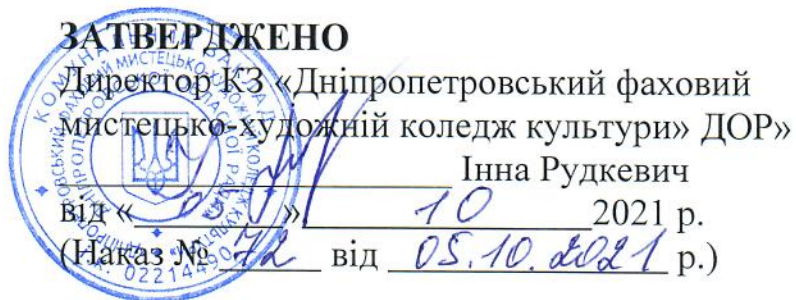 ЗАТВЕРДЖЕНО
Директор КЗ «Дніпропетровський фаховий
мистецько-художній коледж культури» ДОР»
Інна Рудкевич
від «05» 10 2021 р.
(Наказ № 72 від 05.10.2021 р.)
02214490